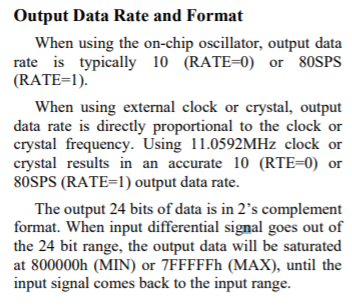 Output Data Rate and Format
When using the on-chip oscillator, output data
rate is typically 10 (RATE=0) or 80SPS
(RATE=1).
When using external clock or crystal, output
data rate is directly proportional to the clock or
crystal frequency. Using 11.0592MHz clock or
crystal results in an accurate 10 (RTE=0) or
80SPS (RATE=1) output data rate.
The output 24 bits of data is in 2’s complement
format. When input differential signal goes out of
the 24 bit range, the output data will be saturated
at 800000h (MIN) or 7FFFFFh (MAX), until the
input signal comes back to the input range.